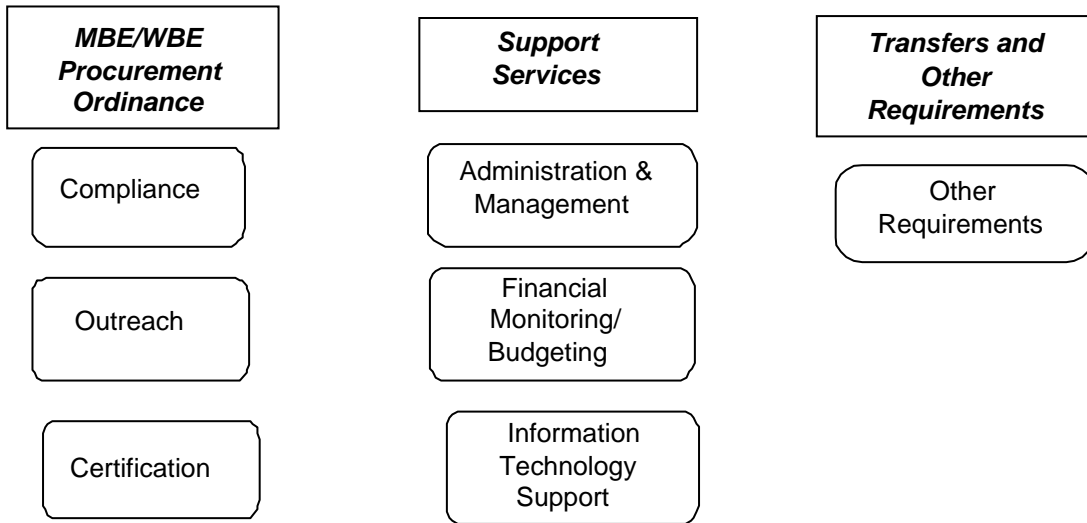 MBE/WBE
Procurement
Ordinance
Compliance
Outreach
Certification
Support
Services
Administration &
Management
Financial
Monitoring/
Budgeting
Information
Technology
Support
Transfers and
Other
Requirements
Other
Requirements